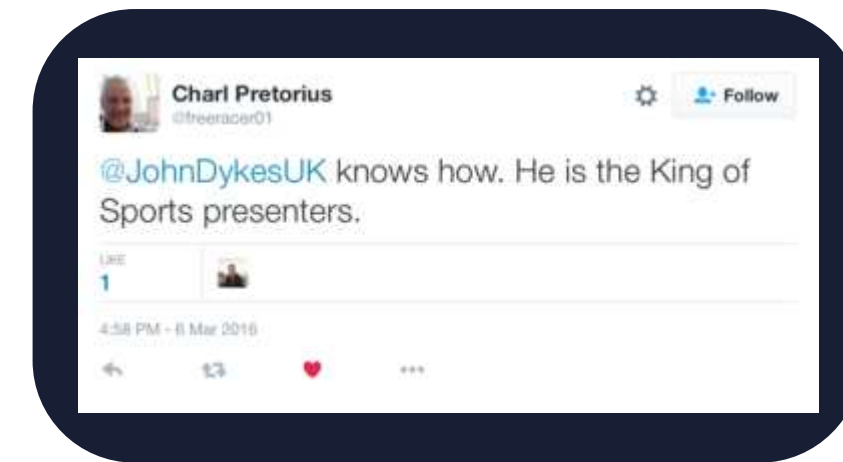 Charl Pretorius
Follow
@freeracer01
@JohnDykesUK knows how. He is the King of
Sports presenters.
LIKE
1
4:58 PM - 6 Mar 2016